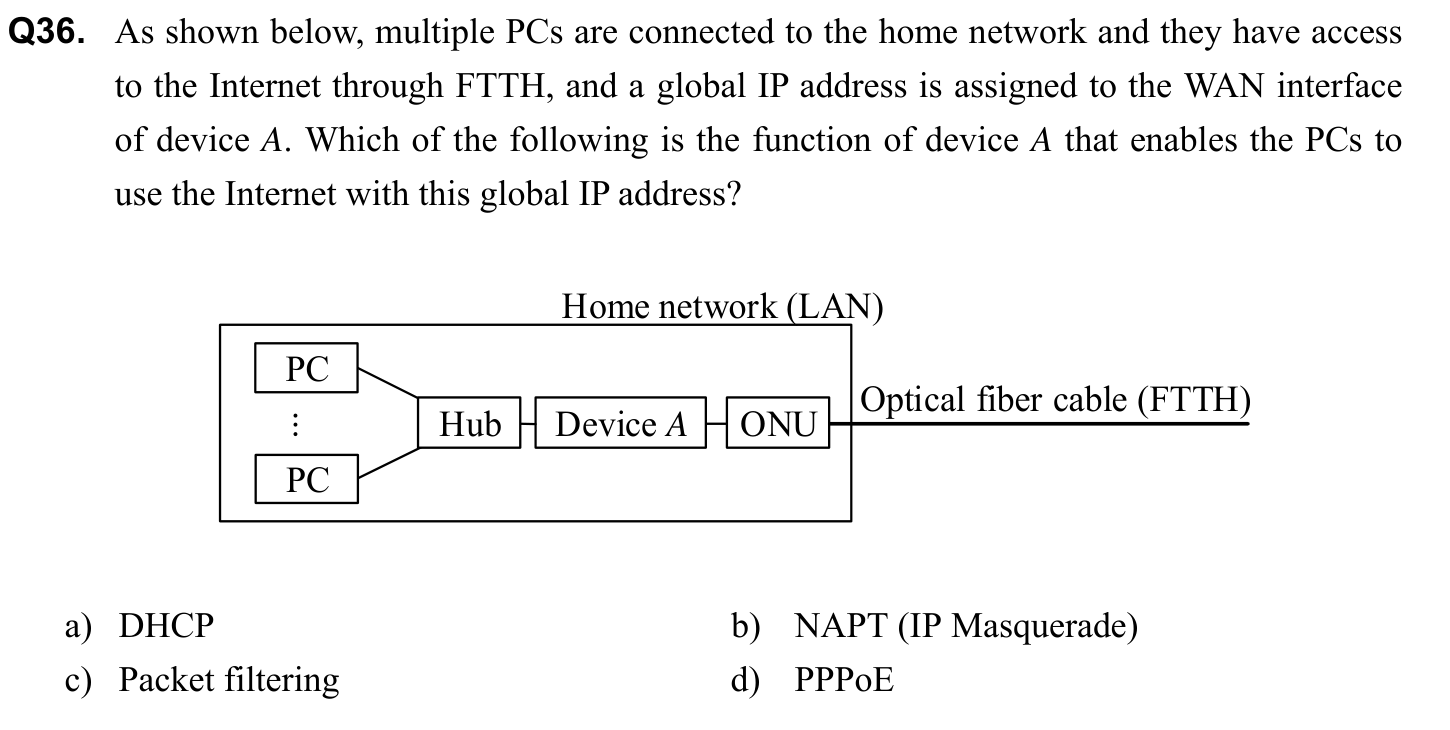 Q36. As shown below, multiple PCs are connected to the home network and they have access
to the Internet through FTTH, and a global IP address is assigned to the WAN interface
of device A. Which of the following is the function of device A that enables the PCs to
use the Internet with this global IP address?
Home network (LAN)
PC
⋮
PC
Hub
Device A
ONU
Optical fiber cable (FTTH)
a) DHCP
b) NAPT (IP Masquerade)
c) Packet filtering
d) PPPoE